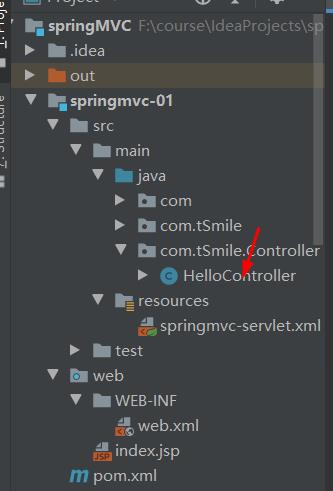 Project
springMVC F:\course\IdeaProjects\sp
.idea
out
springmvc-01
src
main
java
com
com.tSmile
com.tSmile.Controller
HelloController
resources
springmvc-servlet.xml
test
web
WEB-INF
web.xml
index.jsp
pom.xml